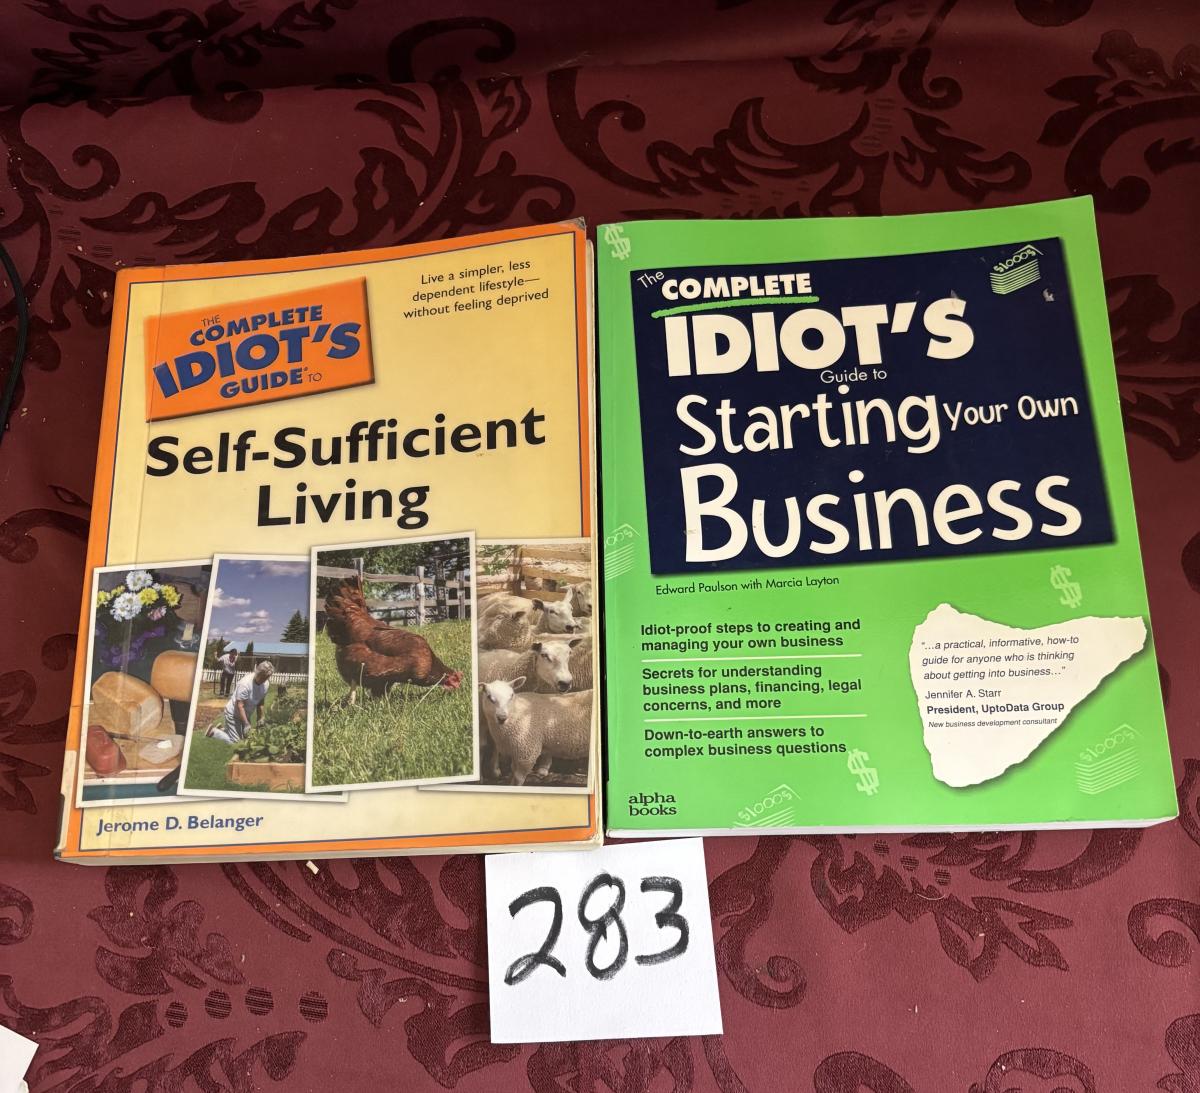 Live a simpler, less
dependent lifestyle—
without feeling deprived
THE
COMPLETE
IDIOT'S
GUIDE® TO
Self-Sufficient
Living
Jerome D. Belanger
The
COMPLETE
IDIOT'S
Guide to
Starting Your Own
Business
$1000$
Edward Paulson with Marcia Layton
Idiot-proof steps to creating and
managing your own business
Secrets for understanding
business plans, financing, legal
concerns, and more
Down-to-earth answers to
complex business questions
"...a practical, informative, how-to
guide for anyone who is thinking
about getting into business..."
Jennifer A. Starr
President, UptoData Group
New business development consultant
$
$
$
$1000$
$1000$
alpha
books
283